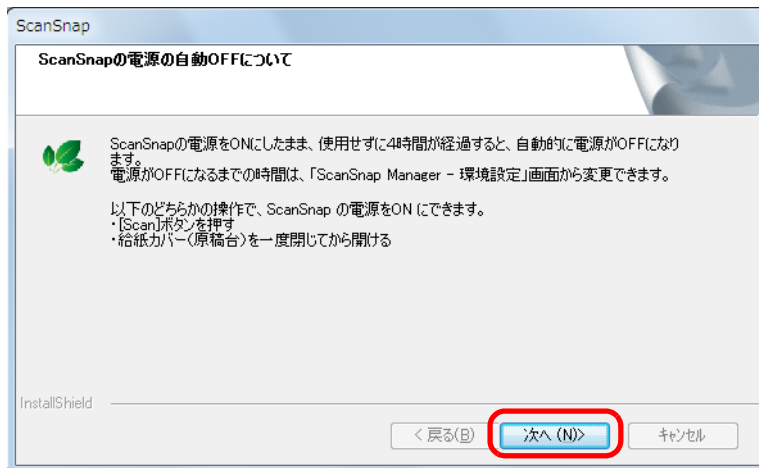 ScanSnap
ScanSnapの電源の自動OFFについて
ScanSnapの電源をONにしたまま、使用せずに4時間が経過すると、自動的に電源がOFFになり
ます。
電源がOFFになるまでの時間は、「ScanSnap Manager - 環境設定」画面から変更できます。
以下のどちらかの操作で、ScanSnap の電源をON にできます。
・[Scan]ボタンを押す
・給紙カバー(原稿台)を一度閉じてから開ける
InstallShield
< 戻る(B)
次へ (N)>
キャンセル